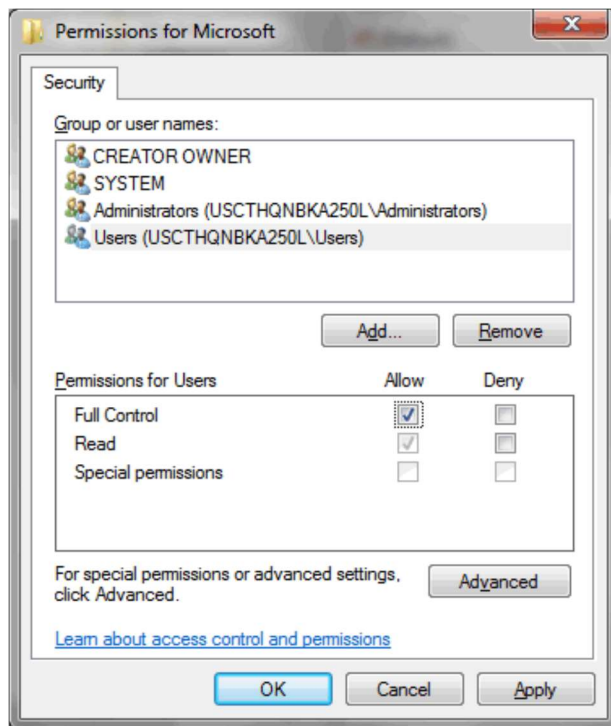 Permissions for Microsoft
Security
Group or user names:
CREATOR OWNER
SYSTEM
Administrators (USCTHQNBKA250L\Administrators)
Users (USCTHQNBKA250L\Users)
Add... Remove
Permissions for Users Allow Deny
Full Control
Read
Special permissions
For special permissions or advanced settings,
click Advanced.
Advanced
Learn about access control and permissions
OK Cancel Apply